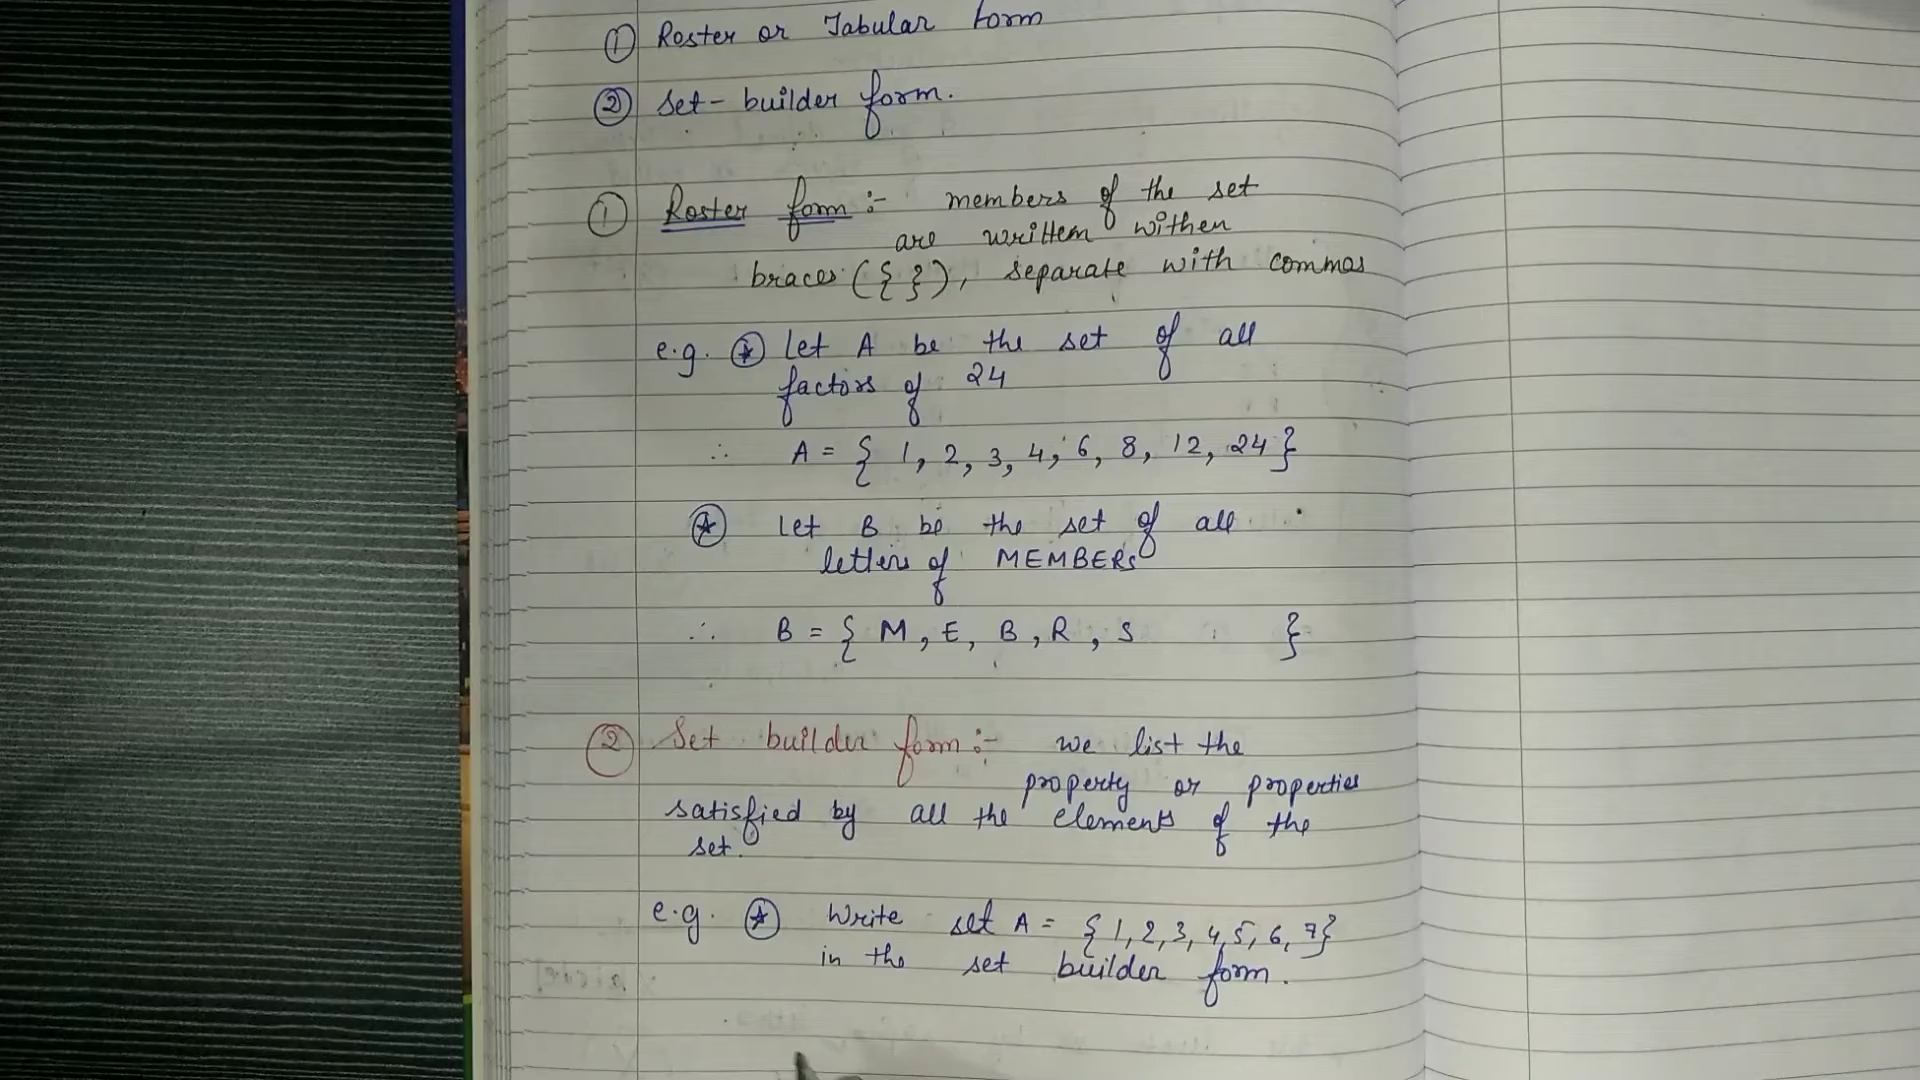 ① Roster or Tabular form
② Set-builder form.
① Roster form :- members of the set
are written withen
braces ({ }), separate with commas
e.g. ★ Let A be the set of all
factors of 24
∴ A = { 1, 2, 3, 4, 6, 8, 12, 24 }
★ Let B be the set of all
letters of MEMBERS
∴ B = { M, E, B, R, S }
② Set builder form :- we list the
property or properties
satisfied by all the elements of the
set.
e.g. ★ Write set A = {1, 2, 3, 4, 5, 6, 7}
in the set builder form.